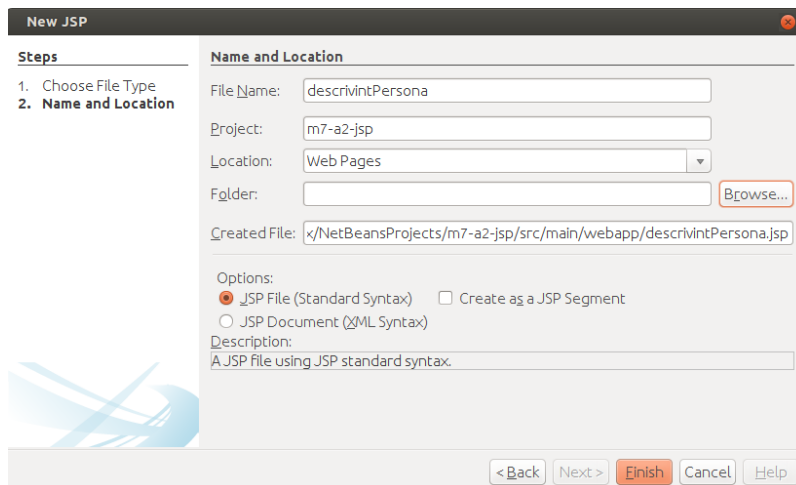 New JSP
Steps
1. Choose File Type
2. Name and Location
Name and Location
File Name: descrivintPersona
Project: m7-a2-jsp
Location: Web Pages
Folder: Browse...
Created File: x/NetBeansProjects/m7-a2-jsp/src/main/webapp/descrivintPersona.jsp
Options:
JSP File (Standard Syntax) Create as a JSP Segment
JSP Document (XML Syntax)
Description:
A JSP file using JSP standard syntax.
< Back Next > Finish Cancel Help